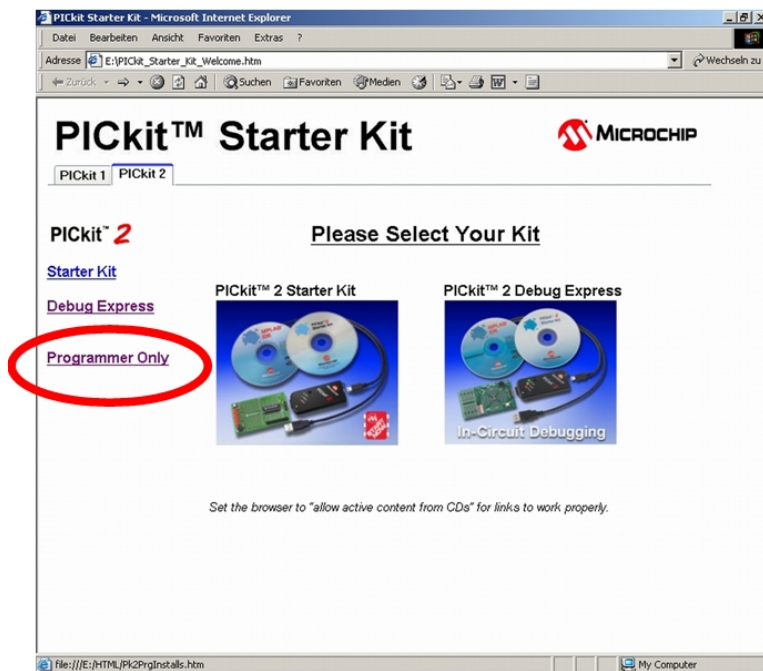 PICkit Starter Kit - Microsoft Internet Explorer
Datei Bearbeiten Ansicht Favoriten Extras ?
Adresse E:\PICkit_Starter_Kit_Welcome.htm Wechseln zu
Zurück Suchen Favoriten Medien
PICkit™ Starter Kit
MICROCHIP
PICkit 1 PICkit 2
PICkit™ 2
Please Select Your Kit
Starter Kit
Debug Express
Programmer Only
PICkit™ 2 Starter Kit
PICkit™ 2 Debug Express
In-Circuit Debugging
Set the browser to "allow active content from CDs" for links to work properly.
file:///E:/HTML/Pk2PrgInstalls.htm
My Computer